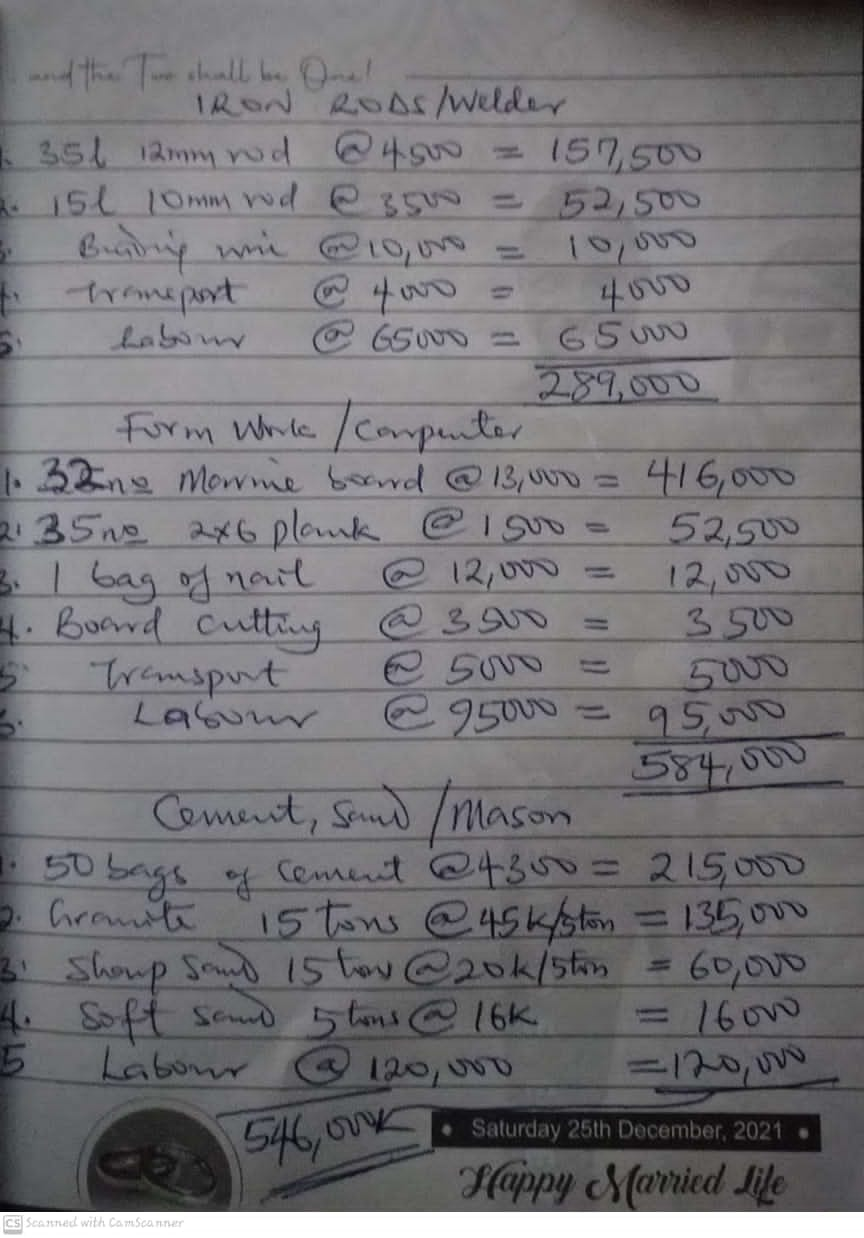 and the Two shall be One!
IRON RODS/Welder
1. 35l 12mm rod @ 4500 = 157,500
2. 15l 10mm rod @ 3500 = 52,500
3. Binding wire @ 10,000 = 10,000
4. Transport @ 4000 = 4000
5. Labour @ 65000 = 65000
289,000
Form Work / Carpenter
1. 32no Marine board @ 13,000 = 416,000
2. 35no 2x6 plank @ 1500 = 52,500
3. 1 bag of nail @ 12,000 = 12,000
4. Board Cutting @ 3500 = 3500
5. Transport @ 5000 = 5000
6. Labour @ 95000 = 95,000
584,000
Cement, Sand / Mason
1. 50 bags of Cement @ 4300 = 215,000
2. Granite 15 tons @ 45k/5ton = 135,000
3. Sharp Sand 15 tons @ 20k/5ton = 60,000
4. Soft Sand 5 tons @ 16k = 16000
5 Labour @ 120,000 = 120,000
546,000K
• Saturday 25th December, 2021 •
Happy Married Life
CS Scanned with CamScanner